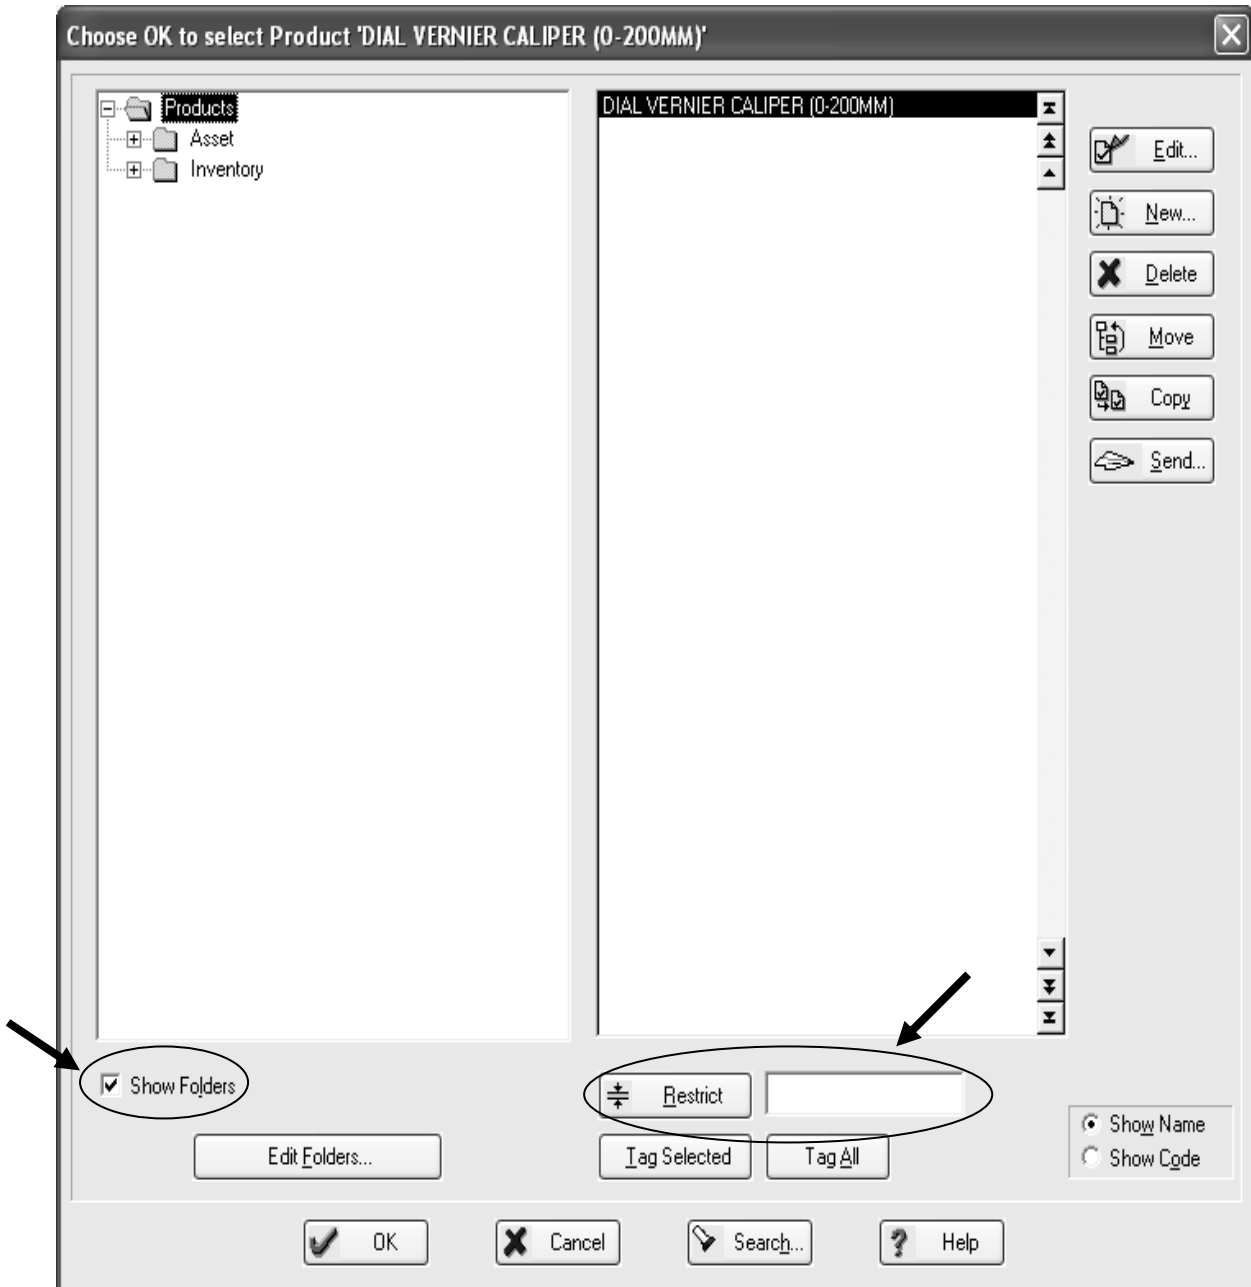 Choose OK to select Product 'DIAL VERNIER CALIPER (0-200MM)'
Products
Asset
Inventory
DIAL VERNIER CALIPER (0-200MM)
Edit...
New...
Delete
Move
Copy
Send...
Show Folders
Restrict
Edit Folders...
Tag Selected
Tag All
Show Name
Show Code
OK
Cancel
Search...
Help